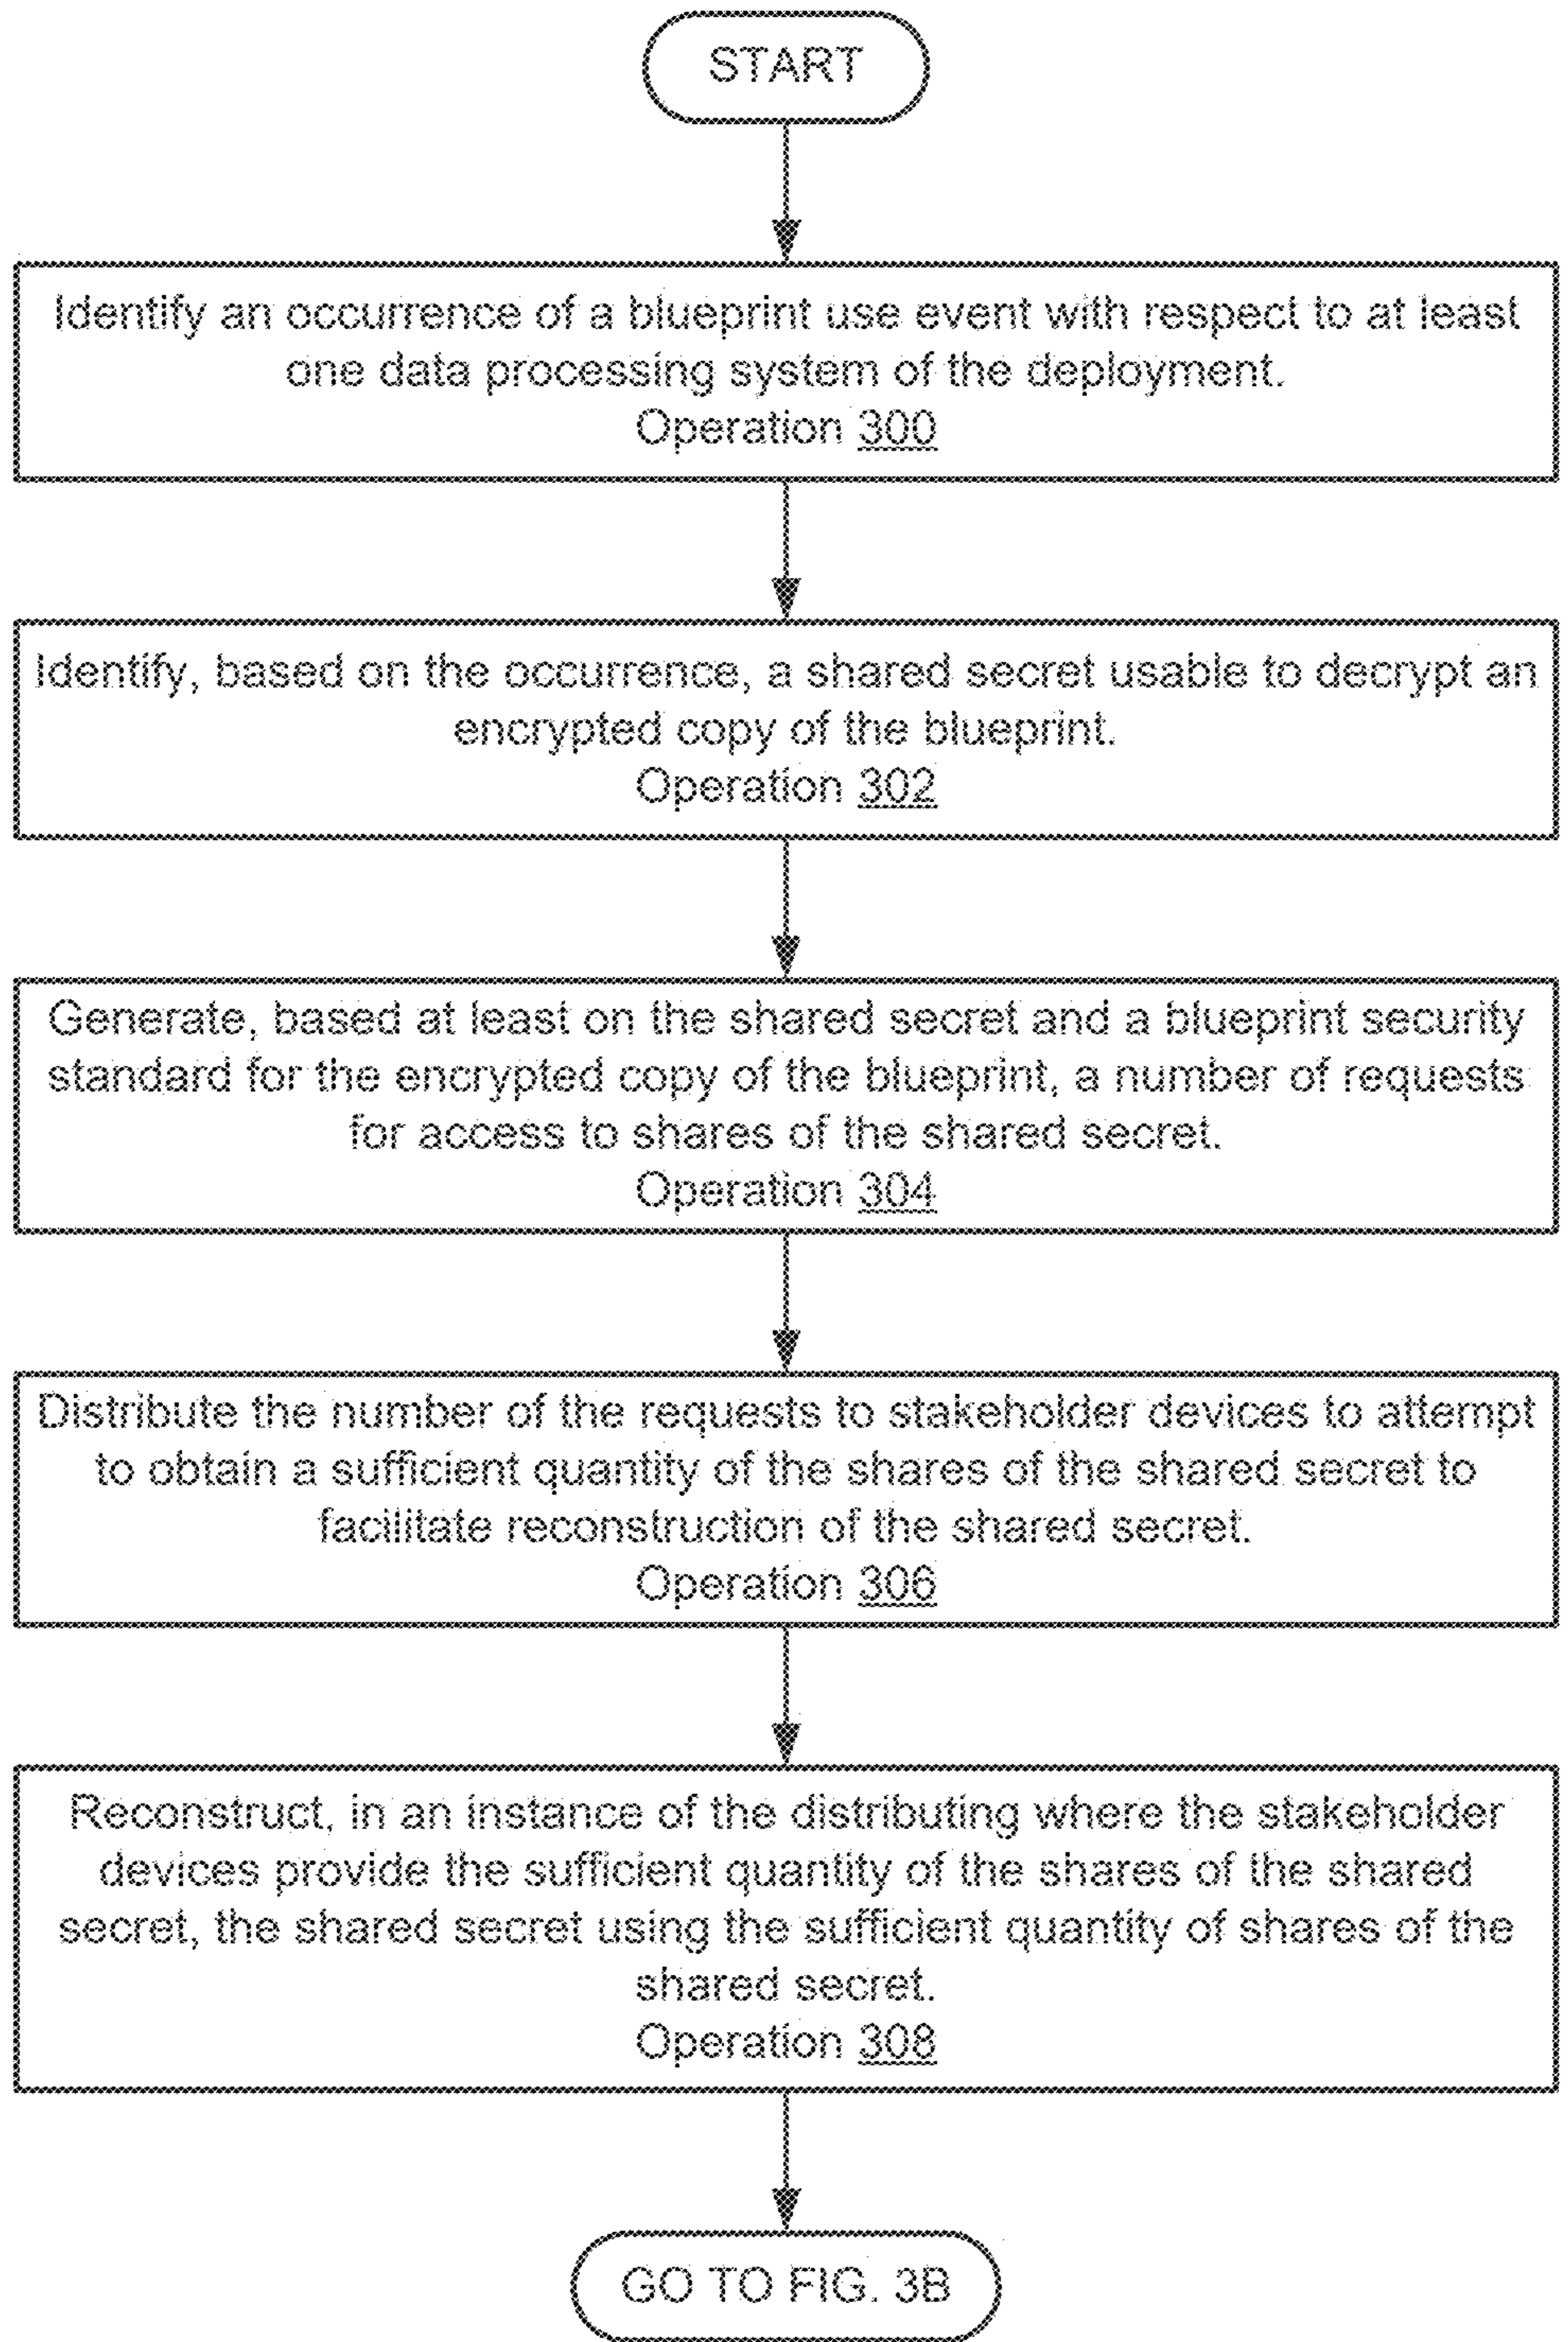 START
Identify an occurrence of a blueprint use event with respect to at least
one data processing system of the deployment.
Operation 300
Identify, based on the occurrence, a shared secret usable to decrypt an
encrypted copy of the blueprint.
Operation 302
Generate, based at least on the shared secret and a blueprint security
standard for the encrypted copy of the blueprint, a number of requests
for access to shares of the shared secret.
Operation 304
Distribute the number of the requests to stakeholder devices to attempt
to obtain a sufficient quantity of the shares of the shared secret to
facilitate reconstruction of the shared secret.
Operation 306
Reconstruct, in an instance of the distributing where the stakeholder
devices provide the sufficient quantity of the shares of the shared
secret, the shared secret using the sufficient quantity of shares of the
shared secret.
Operation 308
GO TO FIG. 3B